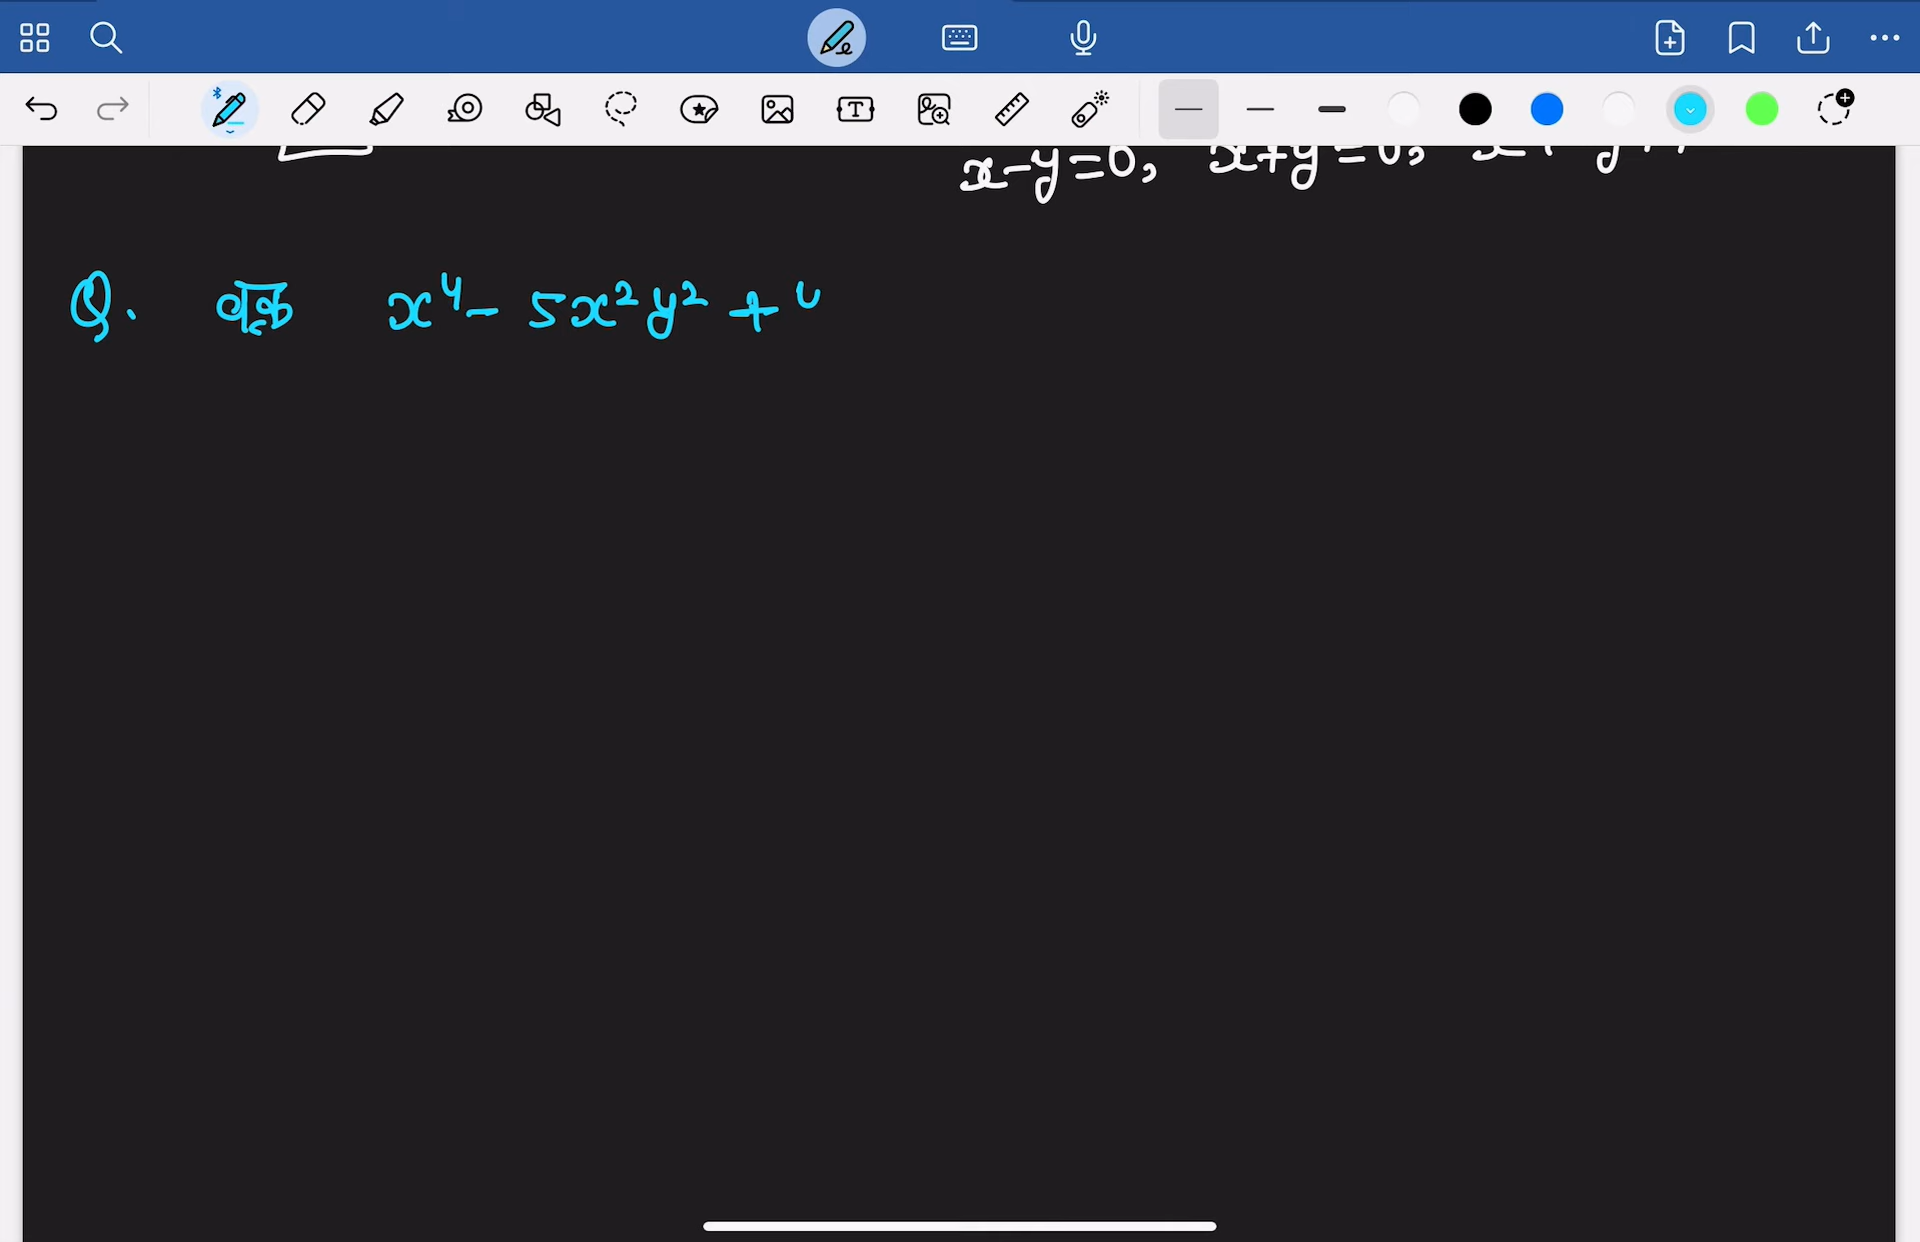 x-y=0, x+y=0,
Q. वक्र x⁴- 5x²y² +